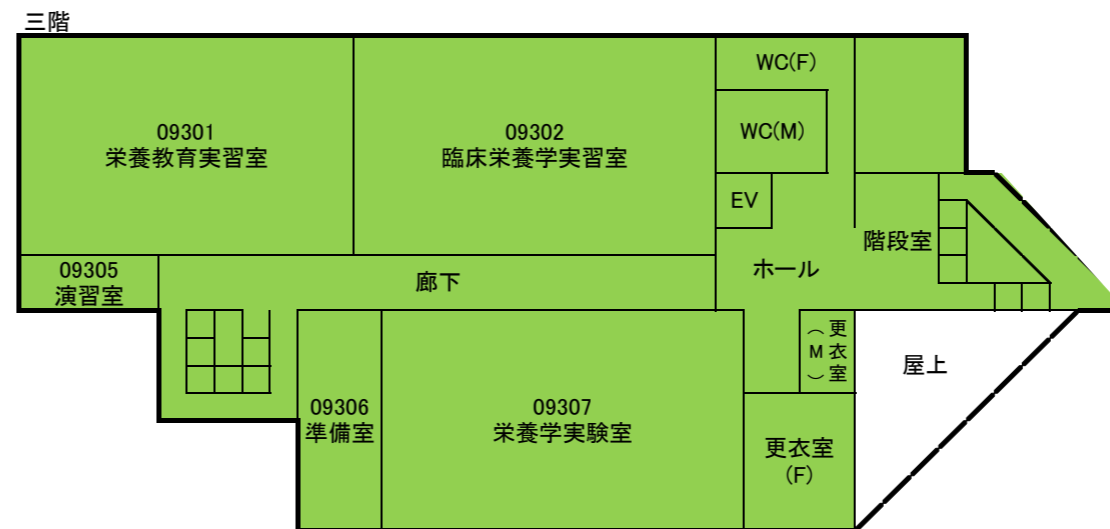 三階
09301
栄養教育実習室
09302
臨床栄養学実習室
WC(F)
WC(M)
EV
階段室
ホール
廊下
09305
演習室
09306
準備室
09307
栄養学実験室
更衣室
（M）
屋上
更衣室
(F)